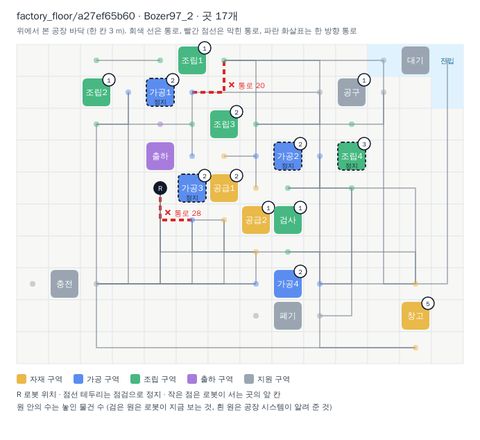 factory_floor/a27ef65b60 · Bozer97_2 · 곳 17개
위에서 본 공장 바닥 (한 칸 3 m). 회색 선은 통로, 빨간 점선은 막힌 통로, 파란 화살표는 한 방향 통로
조립1 1
대기
전립
조립2 1
가공1 2
정지
✕ 통로 20
공구 1
조립3 2
출하
가공2 2
정지
조립4 3
정지
R
가공3 2
정지
공급1 2
✕ 통로 28
공급2 1
검사 1
충전
가공4 2
폐기
창고 5
자재 구역 가공 구역 조립 구역 출하 구역 지원 구역
R 로봇 위치 · 선이 점선 테두리는 점검으로 정지 · 작은 점은 로봇이 서는 곳의 앞 칸
원 안의 수는 놓인 물건 수 (검은 원은 로봇이 지금 보는 것, 흰 원은 공장 시스템이 알려 준 것)